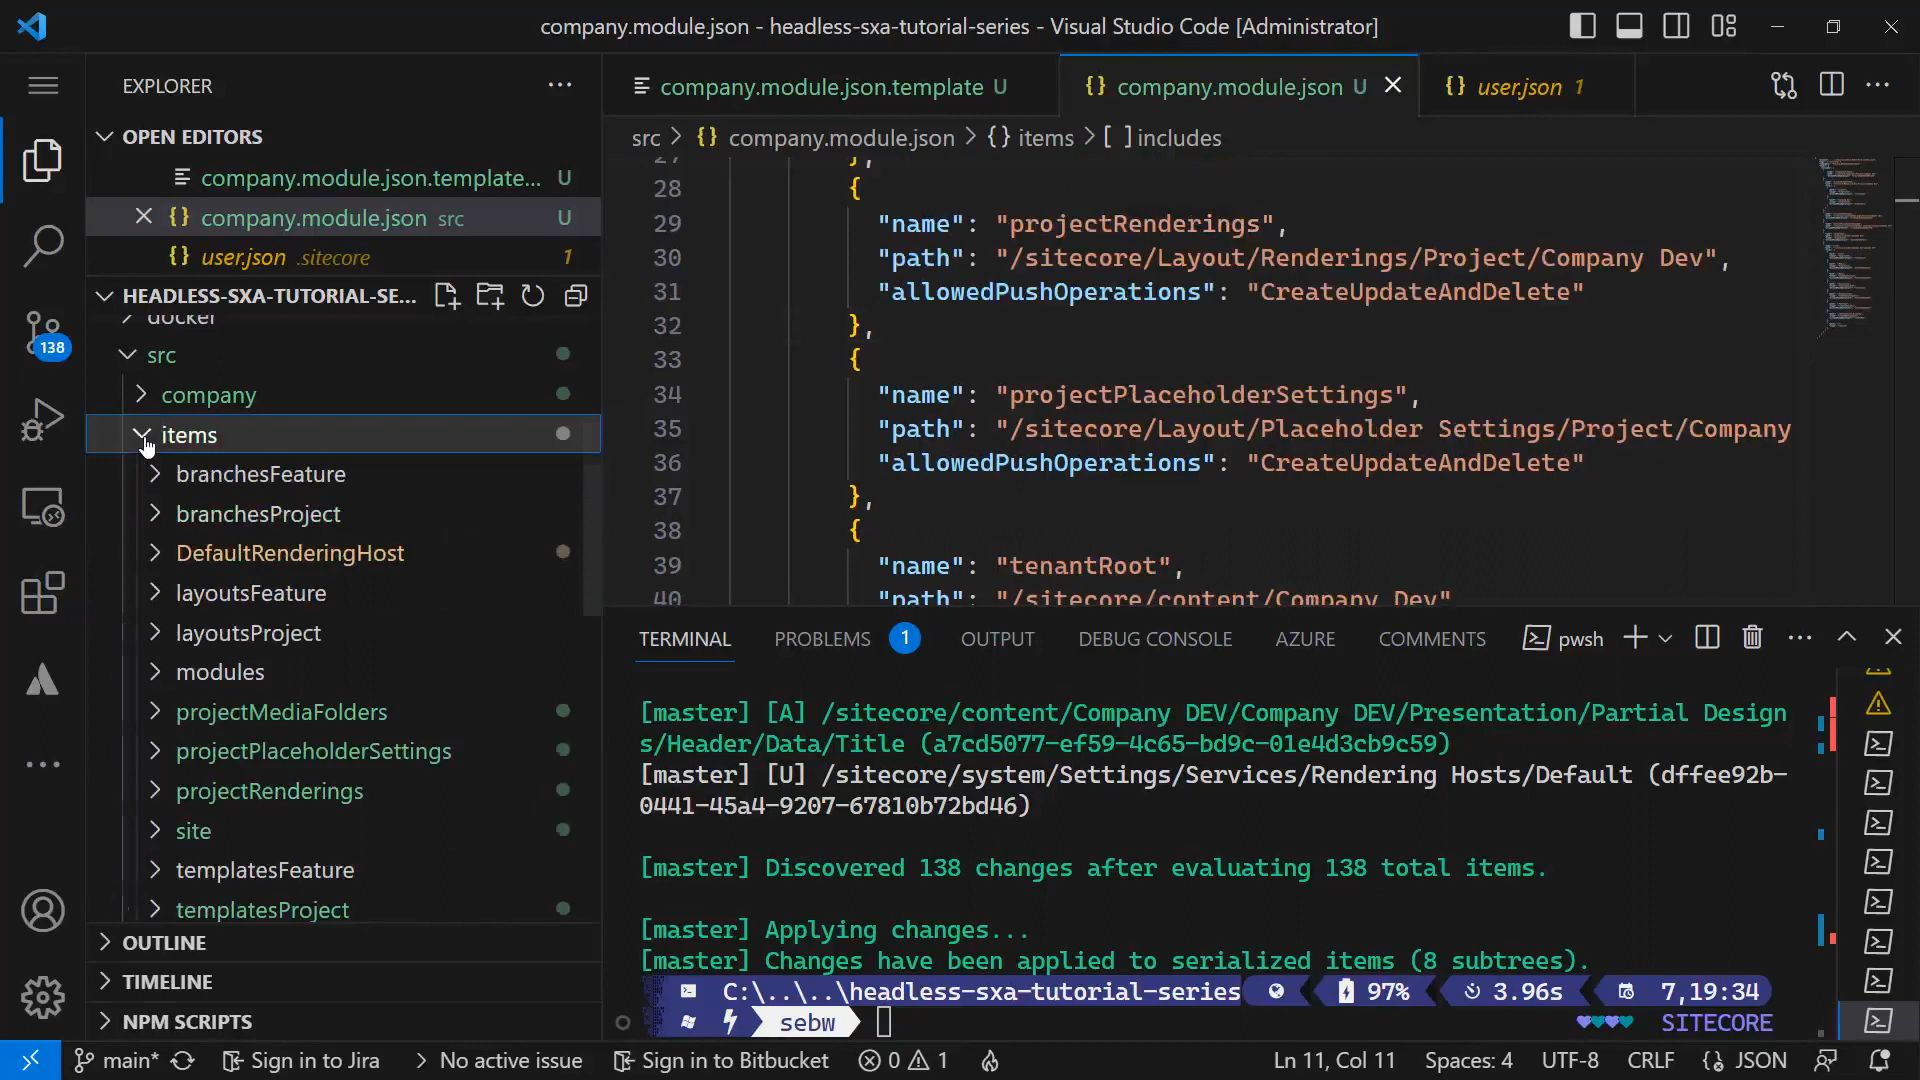 company.module.json - headless-sxa-tutorial-series - Visual Studio Code [Administrator]
EXPLORER
OPEN EDITORS
company.module.json.template... U
company.module.json src U
user.json .sitecore 1
HEADLESS-SXA-TUTORIAL-SE...
docker
src
company
items
branchesFeature
branchesProject
DefaultRenderingHost
layoutsFeature
layoutsProject
modules
projectMediaFolders
projectPlaceholderSettings
projectRenderings
site
templatesFeature
templatesProject
OUTLINE
TIMELINE
NPM SCRIPTS
138
company.module.json.template U
company.module.json U
user.json 1
src > {} company.module.json > {} items > [ ] includes
27 },
28 {
29 "name": "projectRenderings",
30 "path": "/sitecore/Layout/Renderings/Project/Company Dev",
31 "allowedPushOperations": "CreateUpdateAndDelete"
32 },
33 {
34 "name": "projectPlaceholderSettings",
35 "path": "/sitecore/Layout/Placeholder Settings/Project/Company
36 "allowedPushOperations": "CreateUpdateAndDelete"
37 },
38 {
39 "name": "tenantRoot",
40 "path": "/sitecore/content/Company Dev"
TERMINAL PROBLEMS 1 OUTPUT DEBUG CONSOLE AZURE COMMENTS pwsh
[master] [A] /sitecore/content/Company DEV/Company DEV/Presentation/Partial Design
s/Header/Data/Title (a7cd5077-ef59-4c65-bd9c-01e4d3cb9c59)
[master] [U] /sitecore/system/Settings/Services/Rendering Hosts/Default (dffee92b-
0441-45a4-9207-67810b72bd46)
[master] Discovered 138 changes after evaluating 138 total items.
[master] Applying changes...
[master] Changes have been applied to serialized items (8 subtrees).
C:\..\..\headless-sxa-tutorial-series 97% 3.96s 7,19:34
sebw SITECORE
main* Sign in to Jira No active issue Sign in to Bitbucket 0 1 Ln 11, Col 11 Spaces: 4 UTF-8 CRLF {} JSON